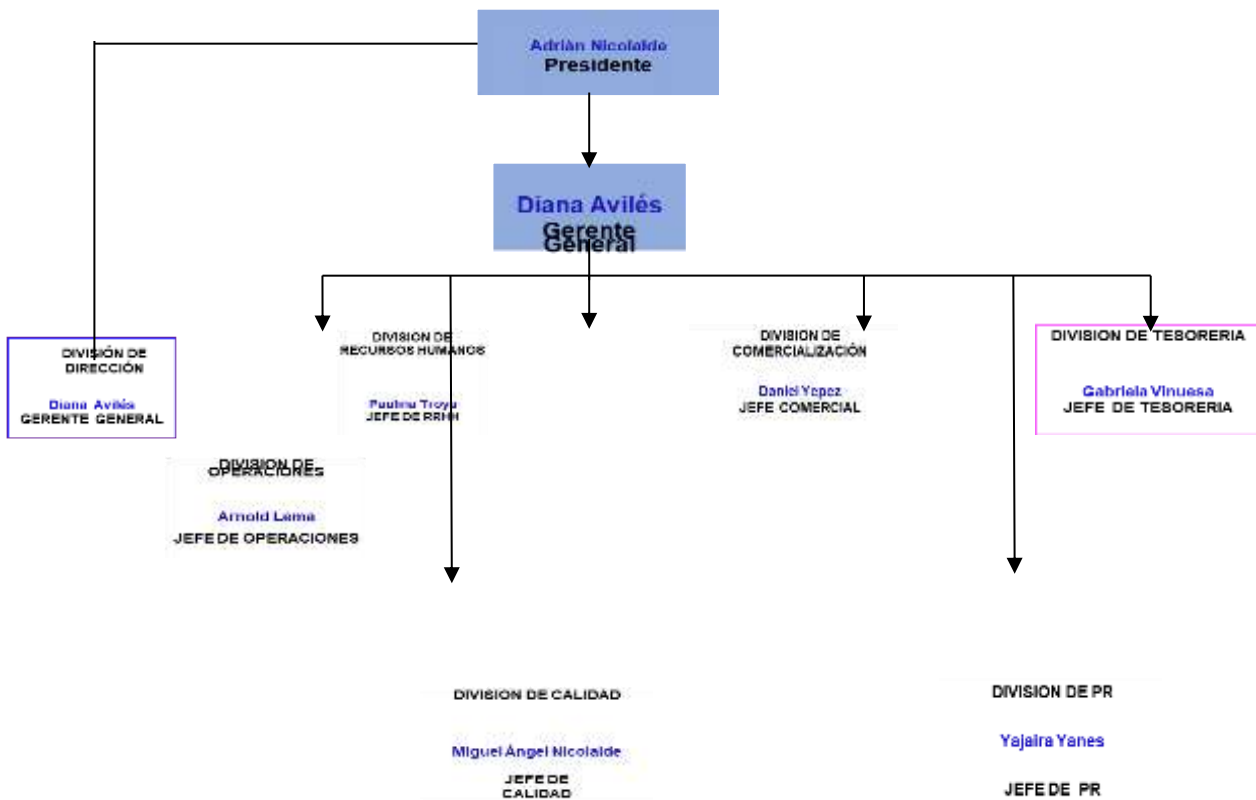 Adrián Nicolalde
Presidente
Diana Avilés
Gerente
General
DIVISIÓN DE
DIRECCIÓN
Diana Avilés
GERENTE GENERAL
DIVISION DE
RECURSOS HUMANOS
Paulina Troya
JEFE DE RRHH
DIVISION DE
COMERCIALIZACIÓN
Daniel Yepez
JEFE COMERCIAL
DIVISION DE TESORERIA
Gabriela Vinuesa
JEFE DE TESORERIA
DIVISION DE
OPERACIONES
Arnold Lema
JEFE DE OPERACIONES
DIVISION DE CALIDAD
Miguel Ángel Nicolalde
JEFE DE
CALIDAD
DIVISION DE PR
Yajaira Yanes
JEFE DE PR